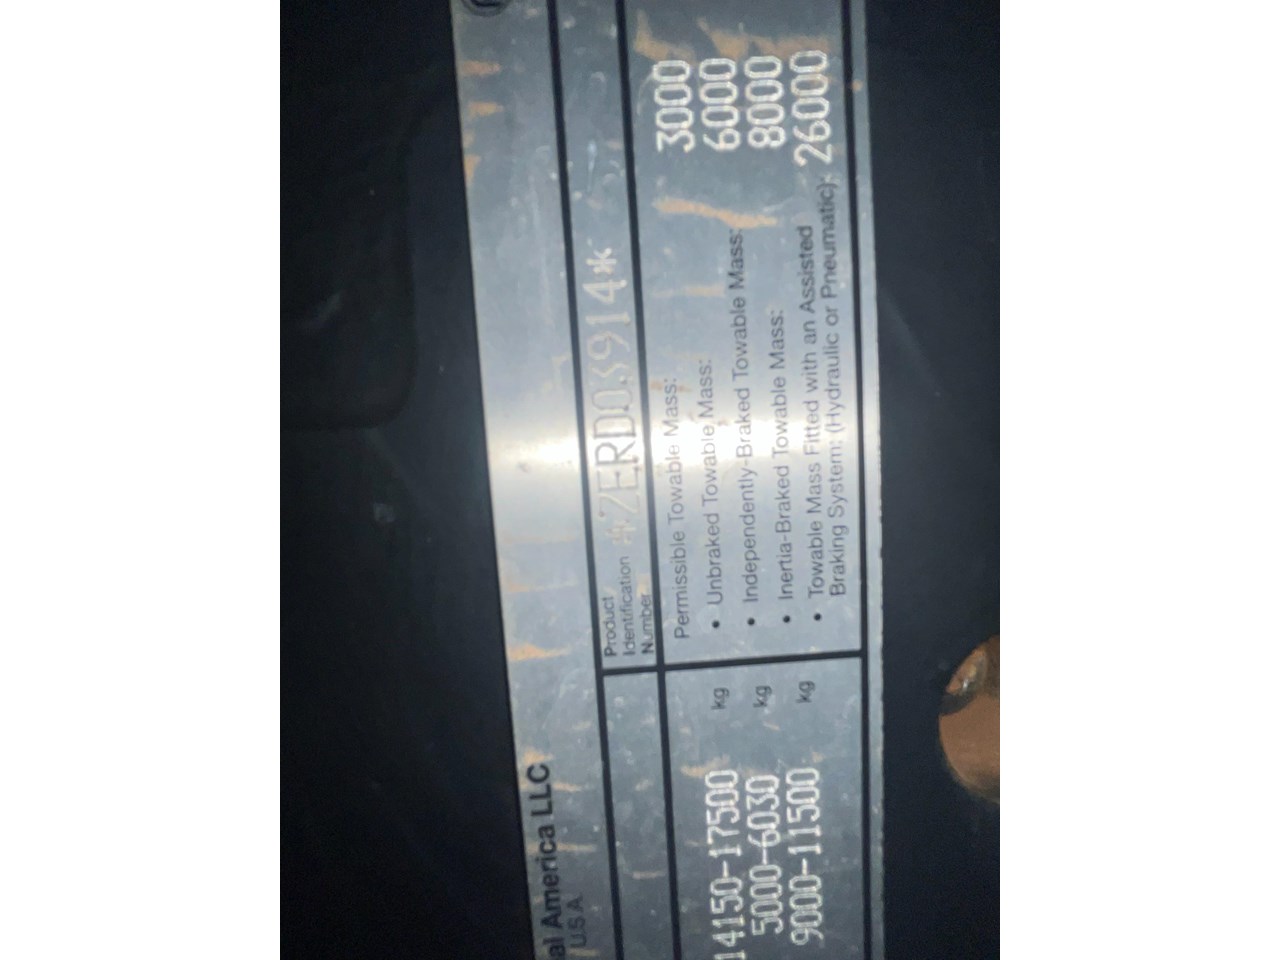 al America LLC
U.S.A.
Product
Identification
Number
*ZERD03914*
14150-17500 kg
5000-6030 kg
9000-11500 kg
Permissible Towable Mass: 3000
• Unbraked Towable Mass: 6000
• Independently-Braked Towable Mass: 8000
• Inertia-Braked Towable Mass: 26000
• Towable Mass Fitted with an Assisted
Braking System: (Hydraulic or Pneumatic):